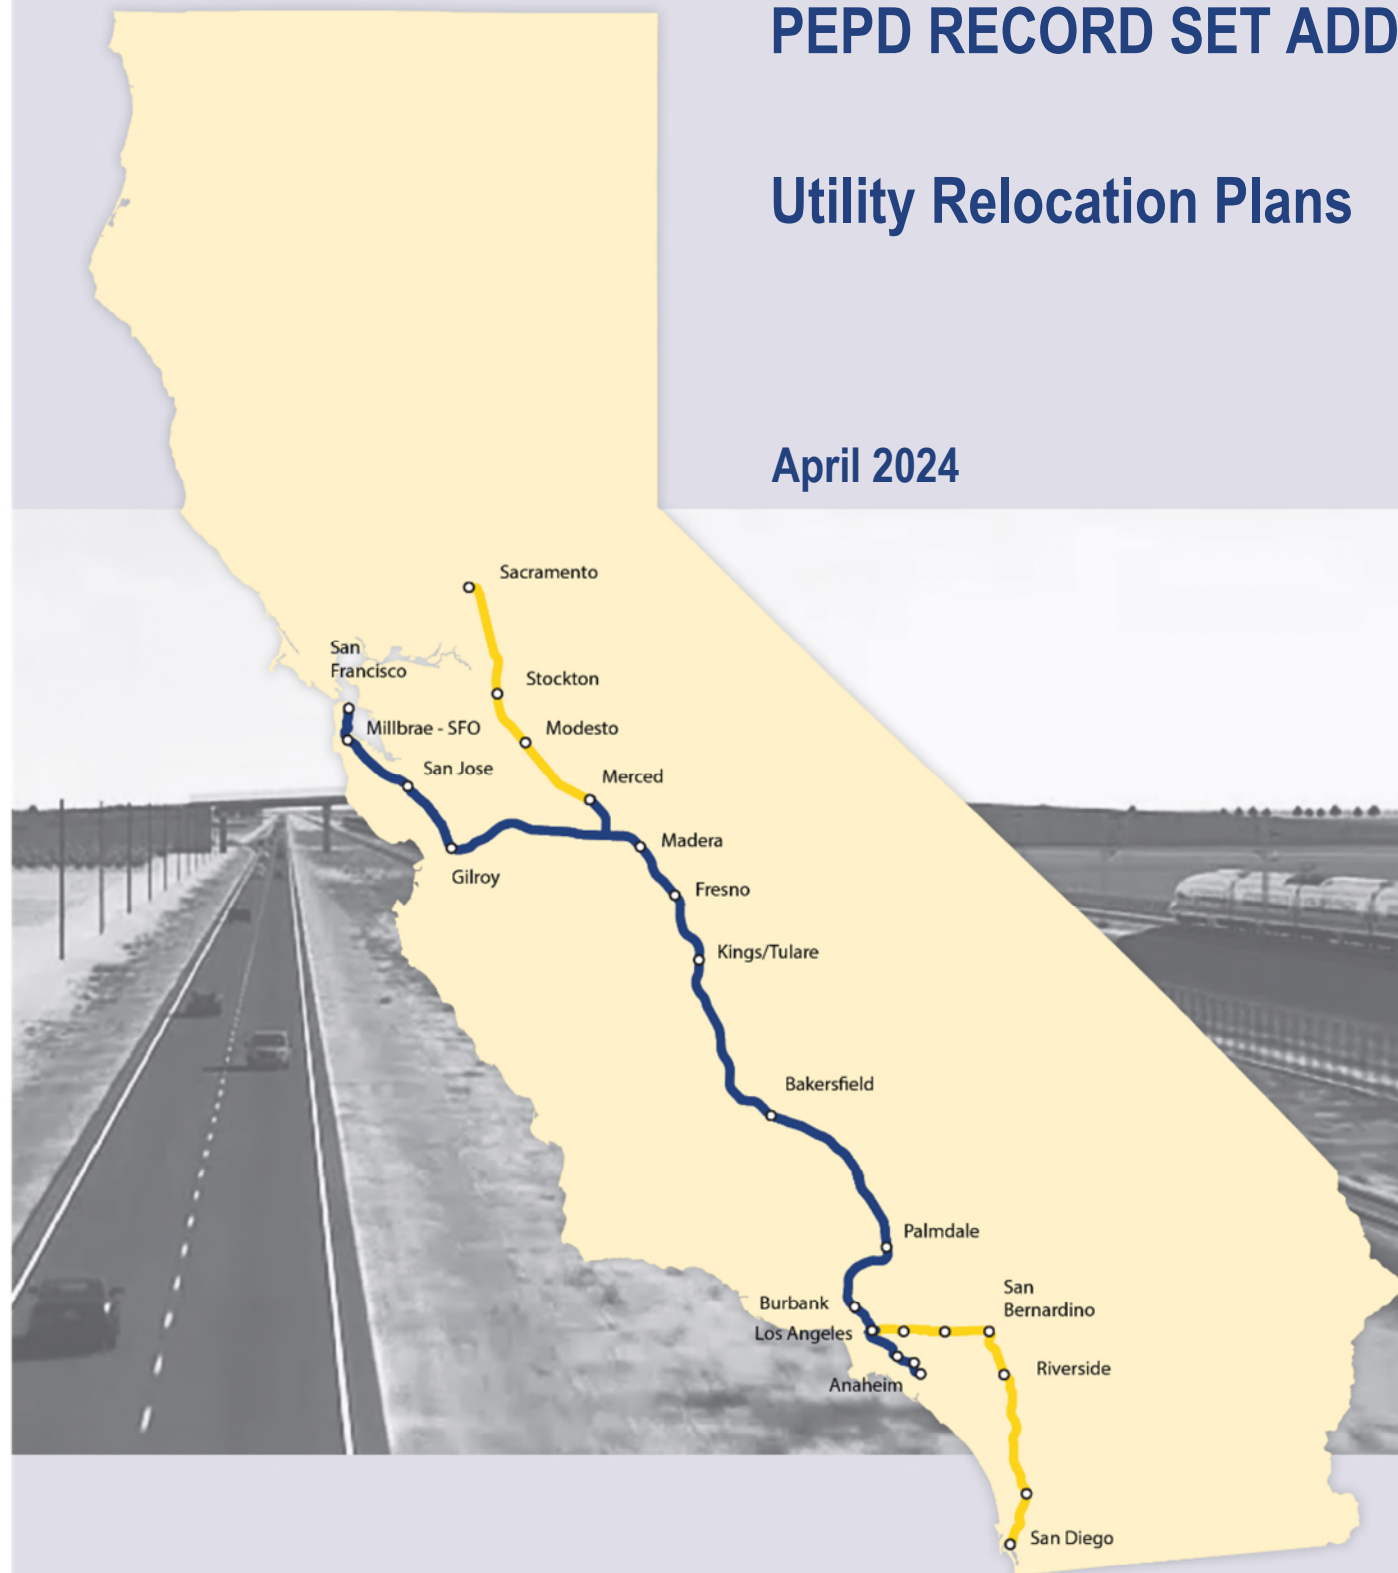 PEPD RECORD SET ADD
Utility Relocation Plans
April 2024
Sacramento
San
Francisco
Stockton
Millbrae - SFO
Modesto
San Jose
Merced
Madera
Gilroy
Fresno
Kings/Tulare
Bakersfield
Palmdale
San
Bernardino
Burbank
Los Angeles
Riverside
Anaheim
San Diego